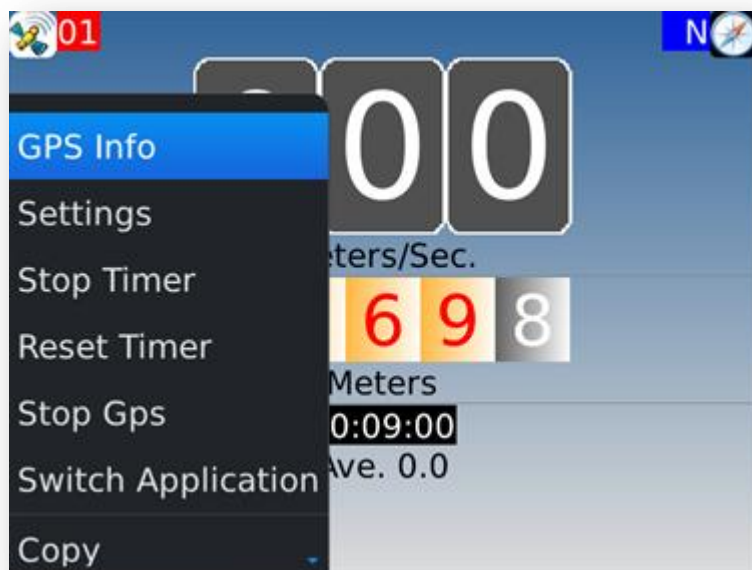 01
N
00
GPS Info
Settings
Stop Timer
Reset Timer
Stop Gps
Switch Application
Copy
ters/Sec.
698
Meters
0:09:00
Ave. 0.0